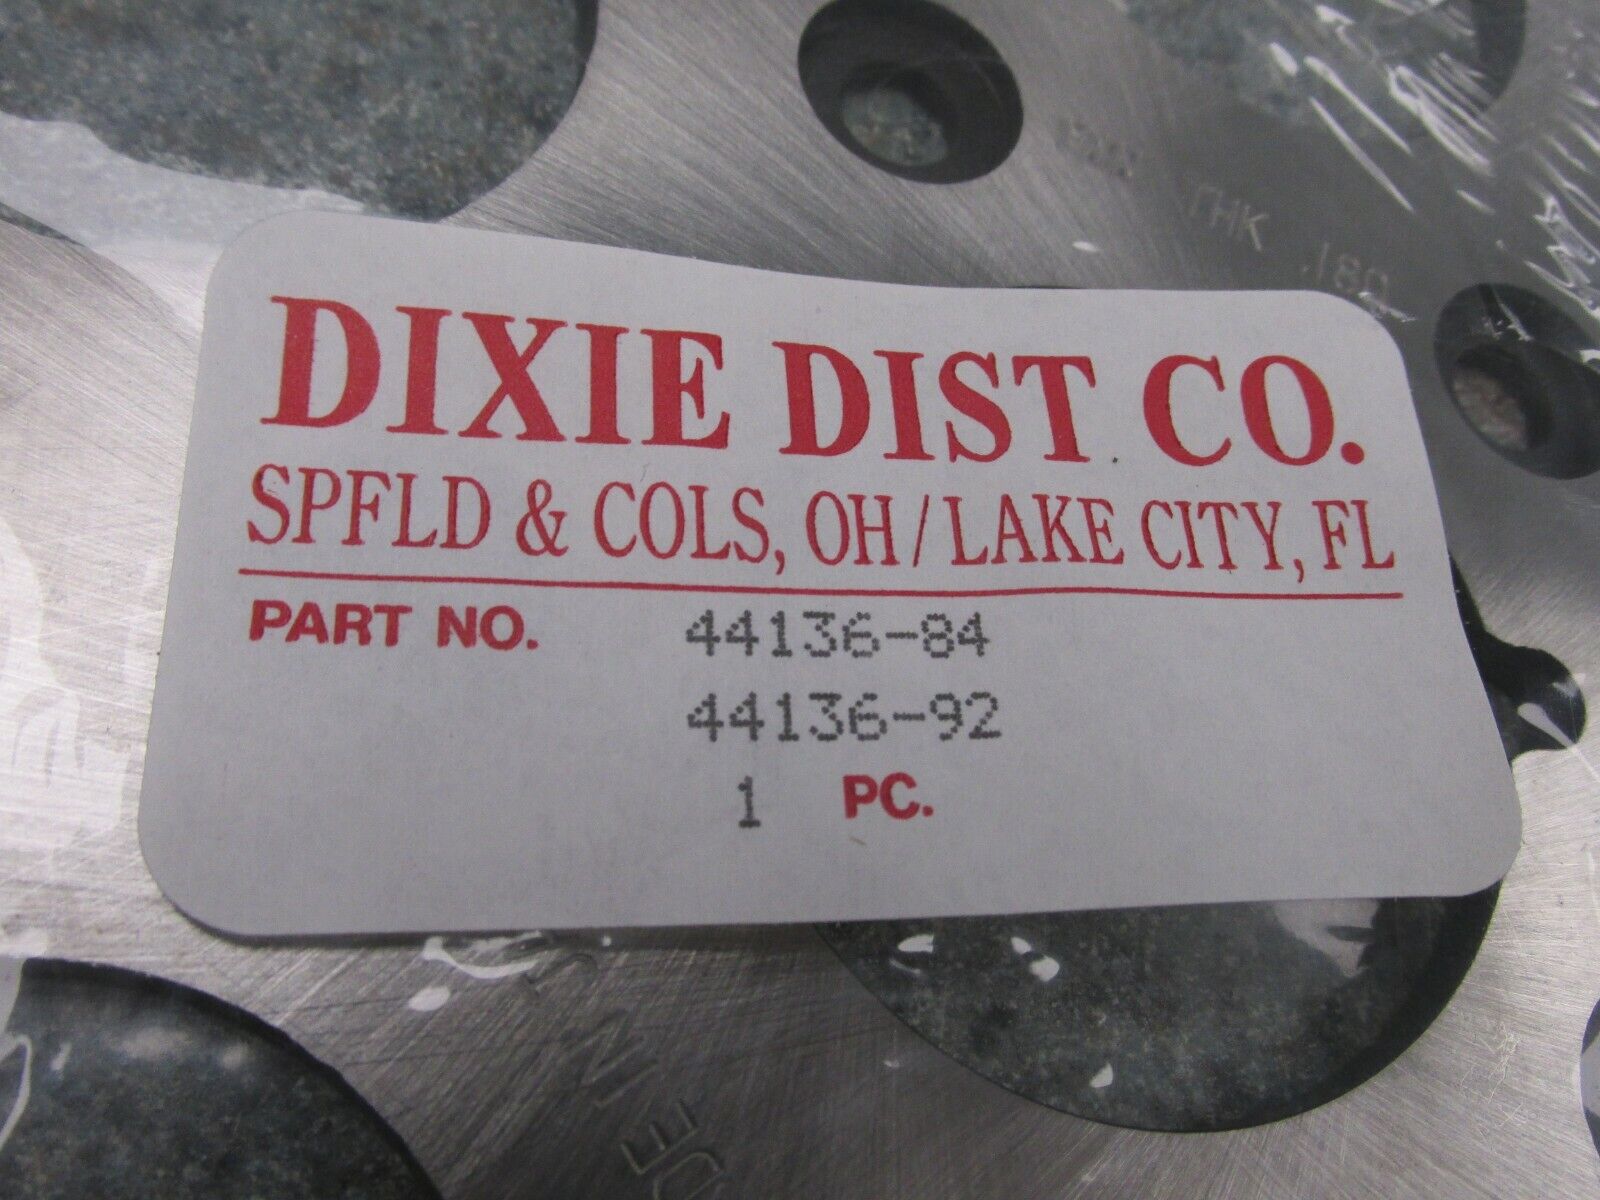 THK .180
DIXIE DIST CO.
SPFLD & COLS, OH / LAKE CITY, FL
PART NO. 44136-84
44136-92
1 PC.